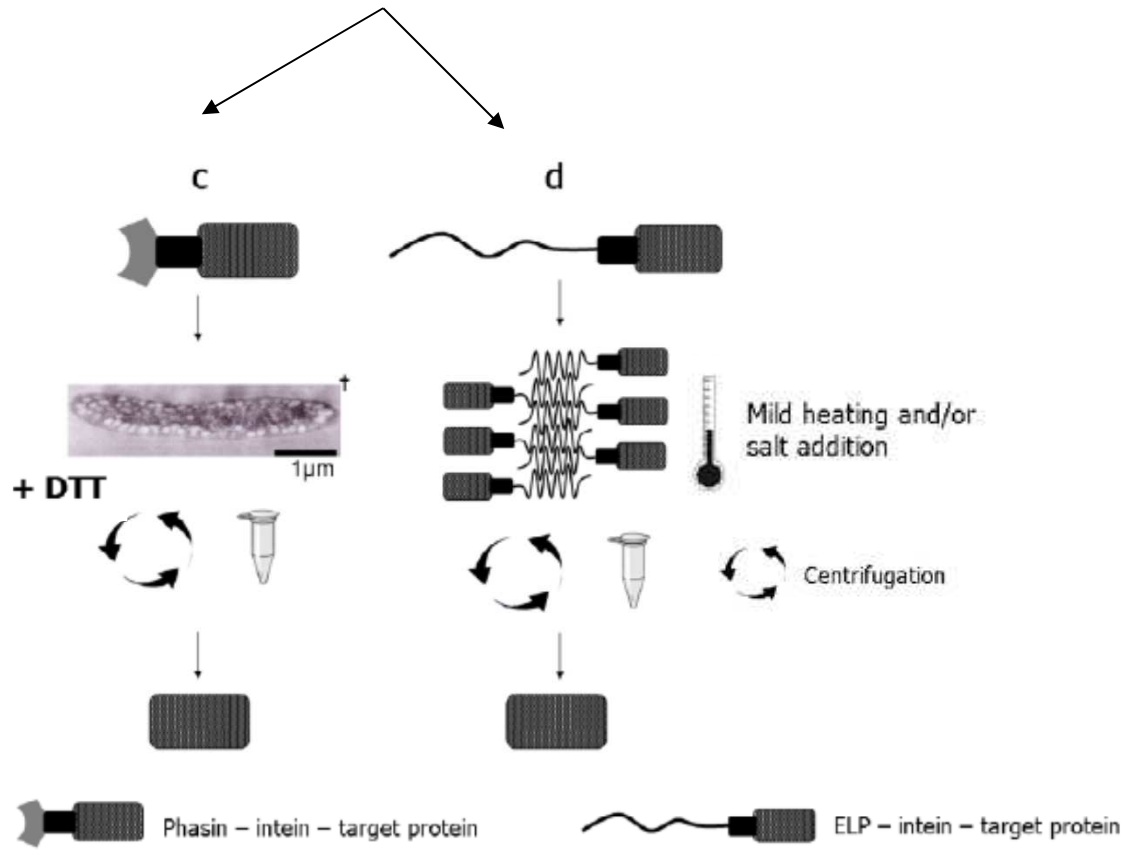 c
d
†
1μm
+ DTT
Mild heating and/or
salt addition
Centrifugation
Phasin – intein – target protein
ELP – intein – target protein